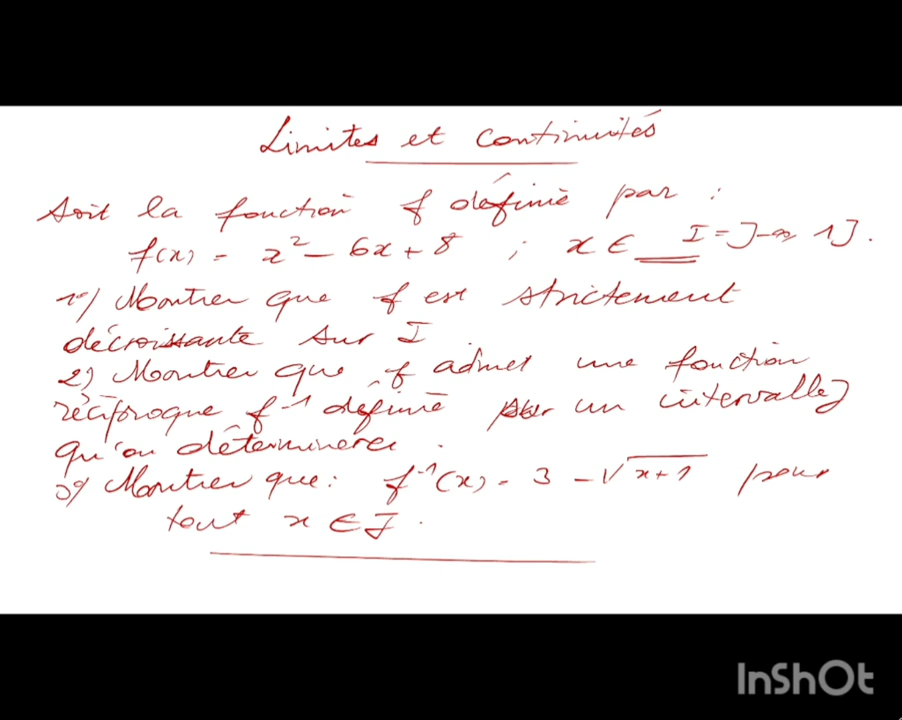 Limites et continuités
Soit la fonction f définie par :
f(x) = x² - 6x + 8 ; x ∈ I = ]-∞, 1].
1°/ Montrer que f est strictement
décroissante sur I
2) Montrer que f admet une fonction
réciproque f⁻¹ définie sur un intervalle J
qu'on déterminera.
3°/ Montrer que : f⁻¹(x) = 3 - √x+1 pour
tout x ∈ J.
InShOt